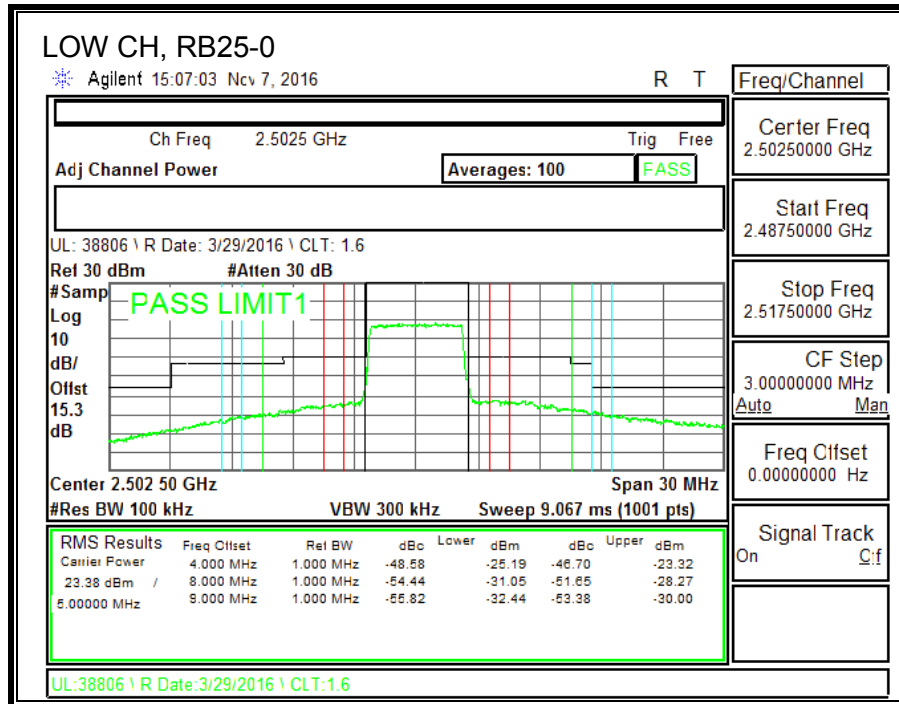 LOW CH, RB25-0
Agilent 15:07:03 Nov 7, 2016 R T
Freq/Channel
Ch Freq 2.5025 GHz Trig Free
Adj Channel Power Averages: 100 PASS
UL: 38806 \ R Date: 3/29/2016 \ CLT: 1.6
Ref 30 dBm #Atten 30 dB
#Samp
Log
10
dB/
Offst
15.3
dB
PASS LIMIT1
Center 2.502 50 GHz Span 30 MHz
#Res BW 100 kHz VBW 300 kHz Sweep 9.067 ms (1001 pts)
RMS Results Freq Offset Ref BW dBc Lower dBm dBc Upper dBm
Carrier Power 4.000 MHz 1.000 MHz -48.58 -25.19 -46.70 -23.32
23.38 dBm / 8.000 MHz 1.000 MHz -54.44 -31.05 -51.65 -28.27
5.00000 MHz 9.000 MHz 1.000 MHz -55.82 -32.44 -53.38 -30.00
UL:38806 \ R Date:3/29/2016 \ CLT:1.6
Center Freq
2.50250000 GHz
Start Freq
2.48750000 GHz
Stop Freq
2.51750000 GHz
CF Step
3.00000000 MHz
Auto Man
Freq Offset
0.00000000 Hz
Signal Track
On Off